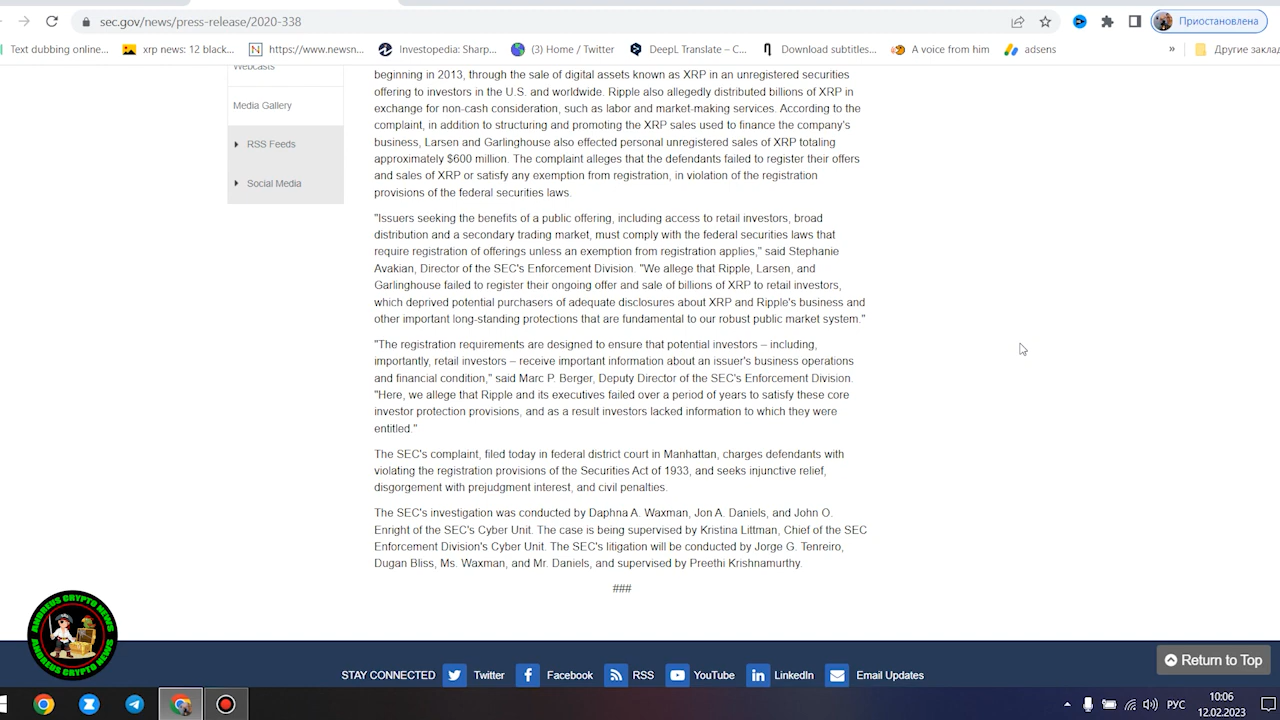 sec.gov/news/press-release/2020-338
Приостановлена
Text dubbing online...
xrp news: 12 black...
https://www.newsn...
Investopedia: Sharp...
(3) Home / Twitter
DeepL Translate – C...
Download subtitles...
A voice from him
adsens
»
Другие закла
Webcasts
Media Gallery
RSS Feeds
Social Media
beginning in 2013, through the sale of digital assets known as XRP in an unregistered securities
offering to investors in the U.S. and worldwide. Ripple also allegedly distributed billions of XRP in
exchange for non-cash consideration, such as labor and market-making services. According to the
complaint, in addition to structuring and promoting the XRP sales used to finance the company's
business, Larsen and Garlinghouse also effected personal unregistered sales of XRP totaling
approximately $600 million. The complaint alleges that the defendants failed to register their offers
and sales of XRP or satisfy any exemption from registration, in violation of the registration
provisions of the federal securities laws.
"Issuers seeking the benefits of a public offering, including access to retail investors, broad
distribution and a secondary trading market, must comply with the federal securities laws that
require registration of offerings unless an exemption from registration applies," said Stephanie
Avakian, Director of the SEC's Enforcement Division. "We allege that Ripple, Larsen, and
Garlinghouse failed to register their ongoing offer and sale of billions of XRP to retail investors,
which deprived potential purchasers of adequate disclosures about XRP and Ripple's business and
other important long-standing protections that are fundamental to our robust public market system."
"The registration requirements are designed to ensure that potential investors – including,
importantly, retail investors – receive important information about an issuer's business operations
and financial condition," said Marc P. Berger, Deputy Director of the SEC's Enforcement Division.
"Here, we allege that Ripple and its executives failed over a period of years to satisfy these core
investor protection provisions, and as a result investors lacked information to which they were
entitled."
The SEC's complaint, filed today in federal district court in Manhattan, charges defendants with
violating the registration provisions of the Securities Act of 1933, and seeks injunctive relief,
disgorgement with prejudgment interest, and civil penalties.
The SEC's investigation was conducted by Daphna A. Waxman, Jon A. Daniels, and John O.
Enright of the SEC's Cyber Unit. The case is being supervised by Kristina Littman, Chief of the SEC
Enforcement Division's Cyber Unit. The SEC's litigation will be conducted by Jorge G. Tenreiro,
Dugan Bliss, Ms. Waxman, and Mr. Daniels, and supervised by Preethi Krishnamurthy.
###
ANDREUS CRYPTO NEWS
ANDREUS CRYPTO NEWS
STAY CONNECTED
Twitter
Facebook
RSS
YouTube
LinkedIn
Email Updates
Return to Top
РУС
10:06
12.02.2023